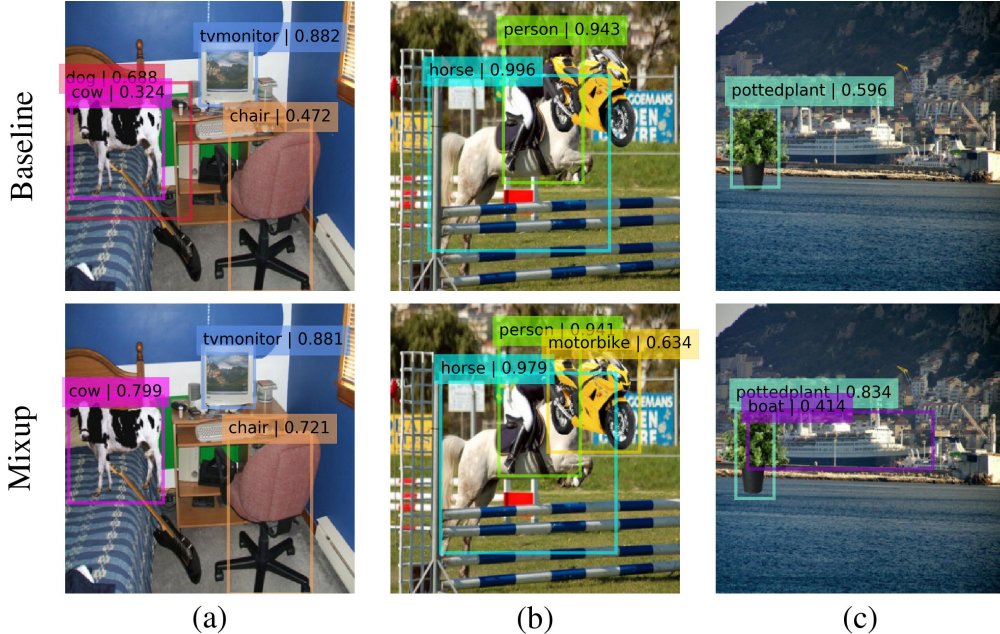 Baseline
tvmonitor | 0.882
dog | 0.688
cow | 0.324
chair | 0.472
person | 0.943
horse | 0.996
GOEMANS
pottedplant | 0.596
Mixup
tvmonitor | 0.881
cow | 0.799
chair | 0.721
person | 0.941
motorbike | 0.634
horse | 0.979
GOEMANS
pottedplant | 0.834
boat | 0.414
(a)
(b)
(c)